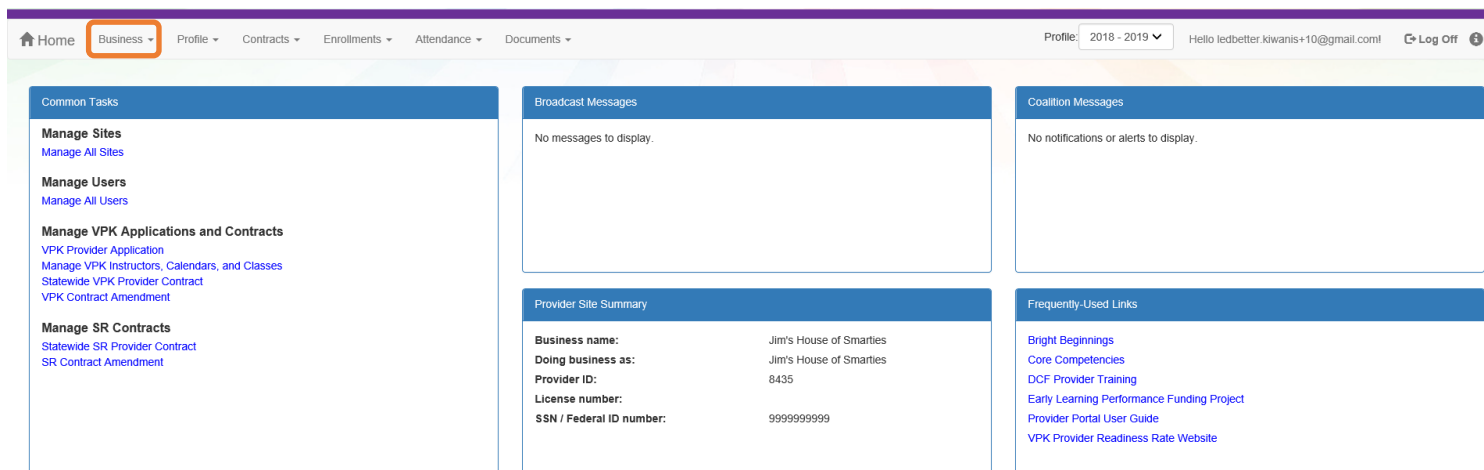 Home Business Profile Contracts Enrollments Attendance Documents Profile: 2018 - 2019 Hello ledbetter.kiwanis+10@gmail.com! Log Off
Common Tasks
Manage Sites
Manage All Sites
Manage Users
Manage All Users
Manage VPK Applications and Contracts
VPK Provider Application
Manage VPK Instructors, Calendars, and Classes
Statewide VPK Provider Contract
VPK Contract Amendment
Manage SR Contracts
Statewide SR Provider Contract
SR Contract Amendment
Broadcast Messages
No messages to display.
Coalition Messages
No notifications or alerts to display.
Provider Site Summary
Business name: Jim's House of Smarties
Doing business as: Jim's House of Smarties
Provider ID: 8435
License number:
SSN / Federal ID number: 9999999999
Frequently-Used Links
Bright Beginnings
Core Competencies
DCF Provider Training
Early Learning Performance Funding Project
Provider Portal User Guide
VPK Provider Readiness Rate Website